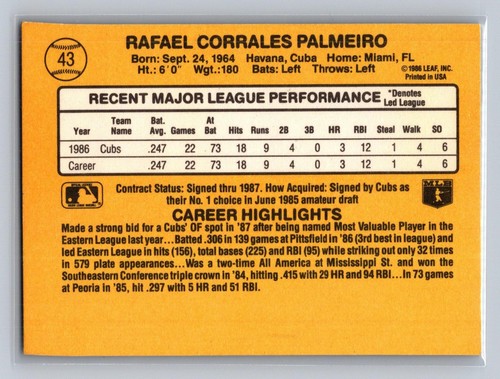 43
RAFAEL CORRALES PALMEIRO
Born: Sept. 24, 1964 Havana, Cuba Home: Miami, FL
Ht.: 6'0" Wgt.:180 Bats: Left Throws: Left
©1986 LEAF, INC.
Printed in USA
RECENT MAJOR LEAGUE PERFORMANCE *Denotes Led League
Year Team Name Bat. Avg. Games At Bat Hits Runs 2B 3B HR RBI Steal Walk SO
1986 Cubs .247 22 73 18 9 4 0 3 12 1 4 6
Career .247 22 73 18 9 4 0 3 12 1 4 6
Contract Status: Signed thru 1987. How Acquired: Signed by Cubs as
their No. 1 choice in June 1985 amateur draft
MLB
CAREER HIGHLIGHTS
Made a strong bid for a Cubs' OF spot in '87 after being named Most Valuable Player in the
Eastern League last year...Batted .306 in 139 games at Pittsfield in '86 (3rd best in league) and
led Eastern League in hits (156), total bases (225) and RBI (95) while striking out only 32 times
in 579 plate appearances...Was a two-time All America at Mississippi St. and won the
Southeastern Conference triple crown in '84, hitting .415 with 29 HR and 94 RBI...In 73 games
at Peoria in '85, hit .297 with 5 HR and 51 RBI.